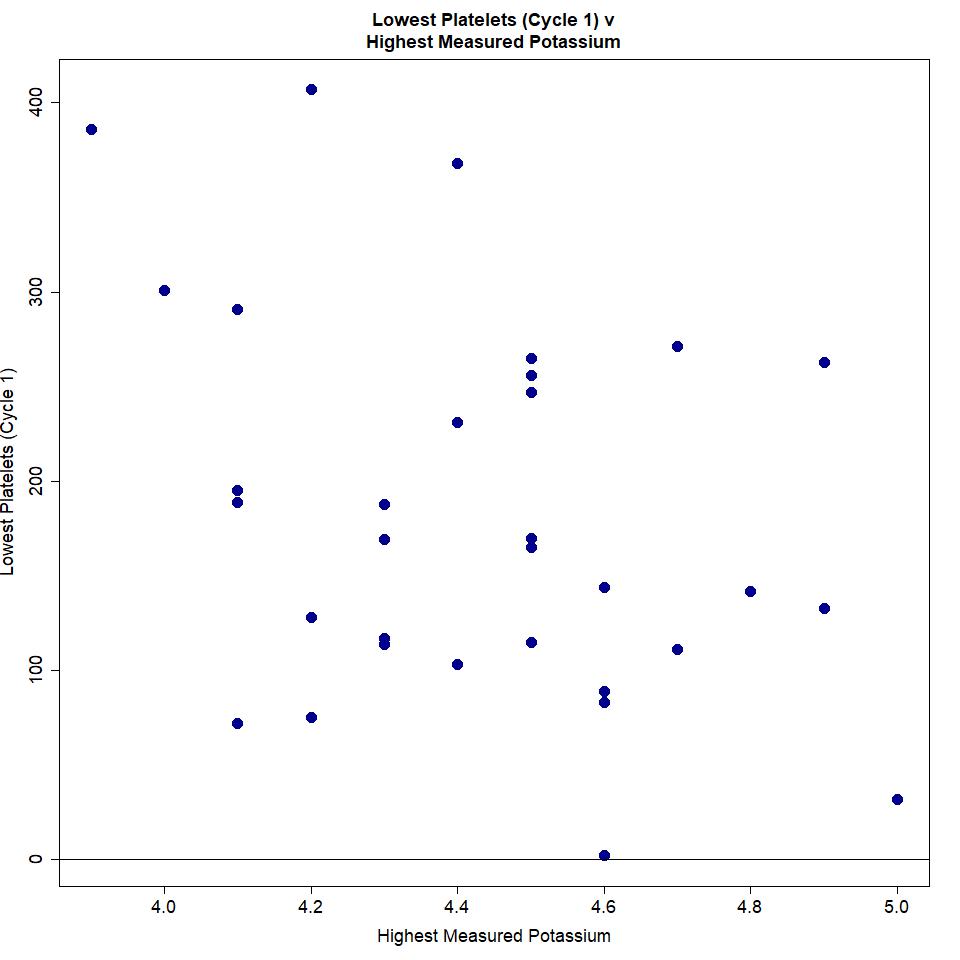 Lowest Platelets (Cycle 1) v
Highest Measured Potassium
Lowest Platelets (Cycle 1)
400
300
200
100
0
4.0 4.2 4.4 4.6 4.8 5.0
Highest Measured Potassium